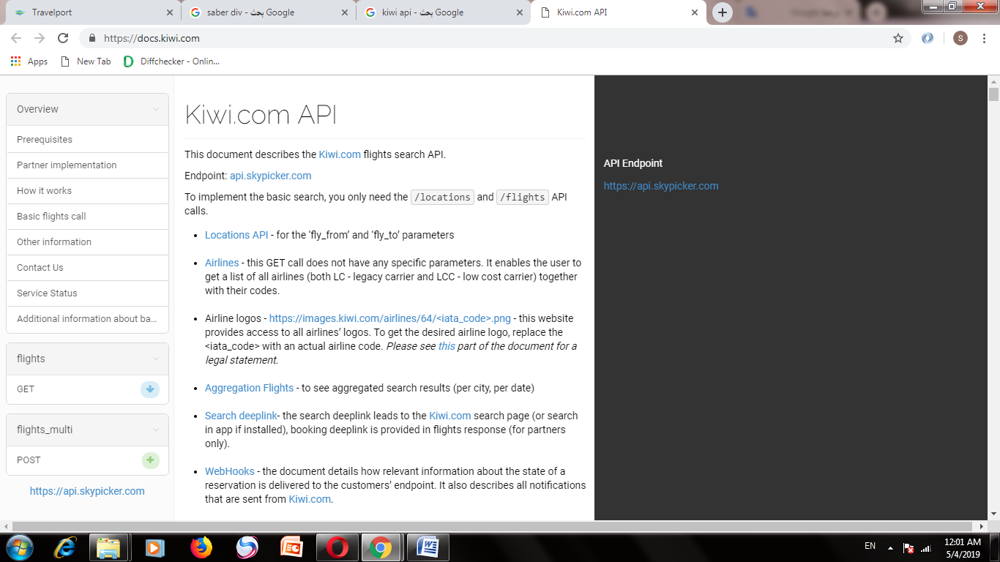 Travelport
saber div - بحث Google
kiwi api - بحث Google
Kiwi.com API
https://docs.kiwi.com
S
Apps
New Tab
Diffchecker - Onlin...
Overview
Prerequisites
Partner implementation
How it works
Basic flights call
Other information
Contact Us
Service Status
Additional information about ba...
flights
GET
flights_multi
POST
https://api.skypicker.com
Kiwi.com API
This document describes the Kiwi.com flights search API.
Endpoint: api.skypicker.com
To implement the basic search, you only need the /locations and /flights API
calls.
• Locations API - for the ‘fly_from’ and ‘fly_to’ parameters
• Airlines - this GET call does not have any specific parameters. It enables the user to
get a list of all airlines (both LC - legacy carrier and LCC - low cost carrier) together
with their codes.
• Airline logos - https://images.kiwi.com/airlines/64/<iata_code>.png - this website
provides access to all airlines’ logos. To get the desired airline logo, replace the
<iata_code> with an actual airline code. Please see this part of the document for a
legal statement.
• Aggregation Flights - to see aggregated search results (per city, per date)
• Search deeplink- the search deeplink leads to the Kiwi.com search page (or search
in app if installed), booking deeplink is provided in flights response (for partners
only).
• WebHooks - the document details how relevant information about the state of a
reservation is delivered to the customers’ endpoint. It also describes all notifications
that are sent from Kiwi.com.
API Endpoint
https://api.skypicker.com
EN
12:01 AM
5/4/2019